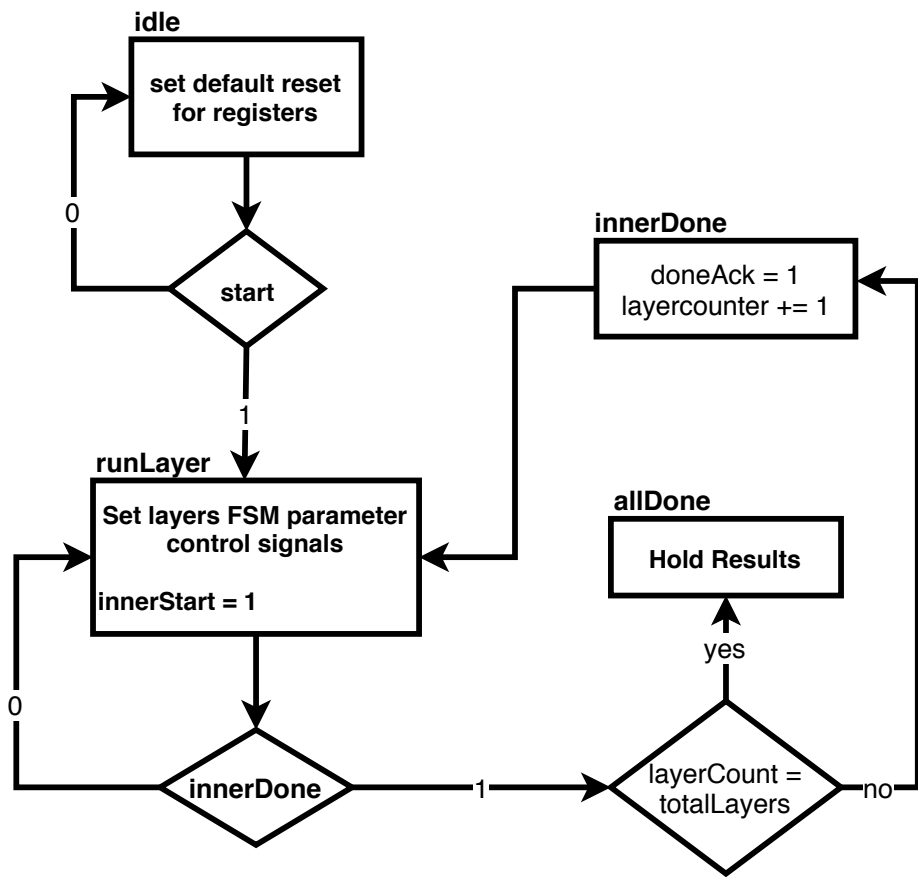 idle
set default reset
for registers
0
start
1
innerDone
doneAck = 1
layercounter += 1
runLayer
Set layers FSM parameter
control signals
innerStart = 1
0
innerDone
1
allDone
Hold Results
yes
layerCount =
totalLayers
no